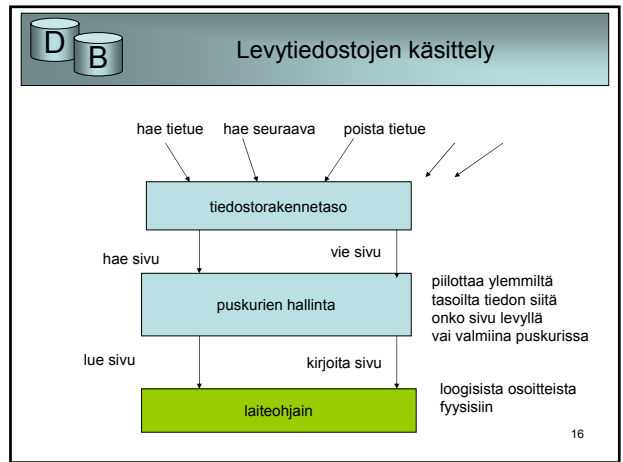 D
B
Levytiedostojen käsittely
hae tietue hae seuraava poista tietue
tiedostorakennetaso
hae sivu
vie sivu
puskurien hallinta
piilottaa ylemmiltä
tasoilta tiedon siitä
onko sivu levyllä
vai valmiina puskurissa
lue sivu
kirjoita sivu
laiteohjain
loogisista osoitteista
fyysisiin
16